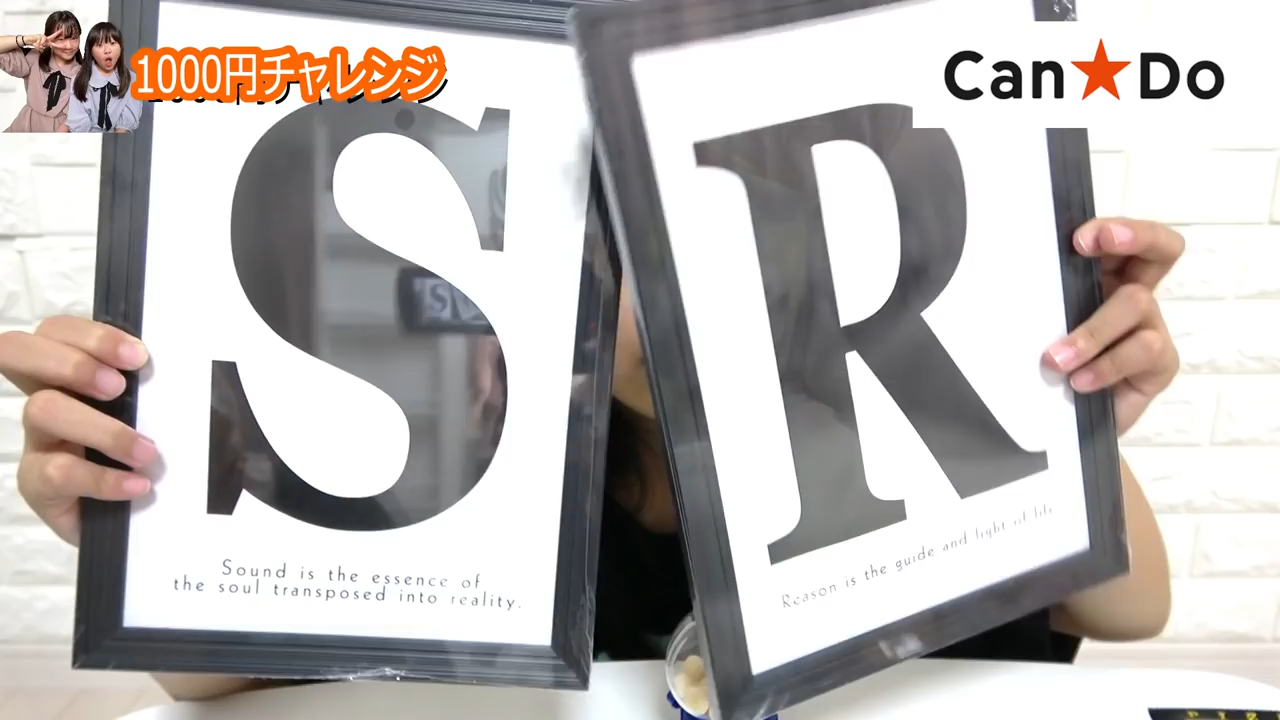 1000円チャレンジ
Can★Do
S
Sound is the essence of
the soul transposed into reality.
R
Reason is the guide and light of life